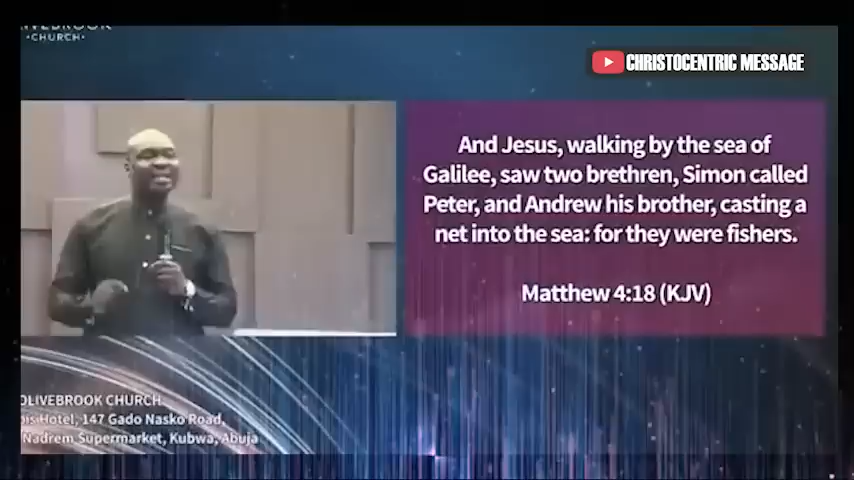 ·CHURCH·
CHRISTOCENTRIC MESSAGE
And Jesus, walking by the sea of
Galilee, saw two brethren, Simon called
Peter, and Andrew his brother, casting a
net into the sea: for they were fishers.
Matthew 4:18 (KJV)
OLIVEBROOK CHURCH
Hotel, 147 Gado Nasko Road,
Nadrem Supermarket, Kubwa, Abuja